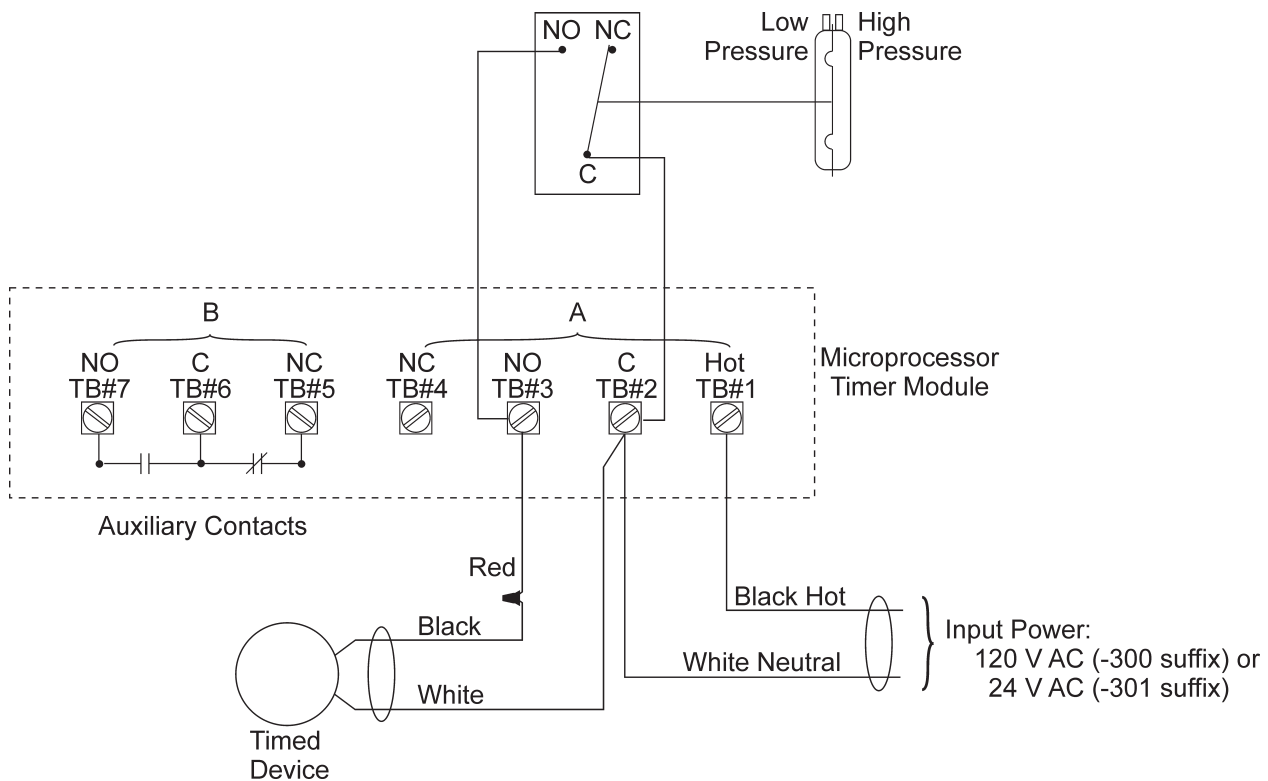 NO NC
C
Low
Pressure
High
Pressure
B
A
NO
TB#7
C
TB#6
NC
TB#5
NC
TB#4
NO
TB#3
C
TB#2
Hot
TB#1
Microprocessor
Timer Module
Auxiliary Contacts
Red
Black
White
Timed
Device
Black Hot
White Neutral
Input Power:
120 V AC (-300 suffix) or
24 V AC (-301 suffix)